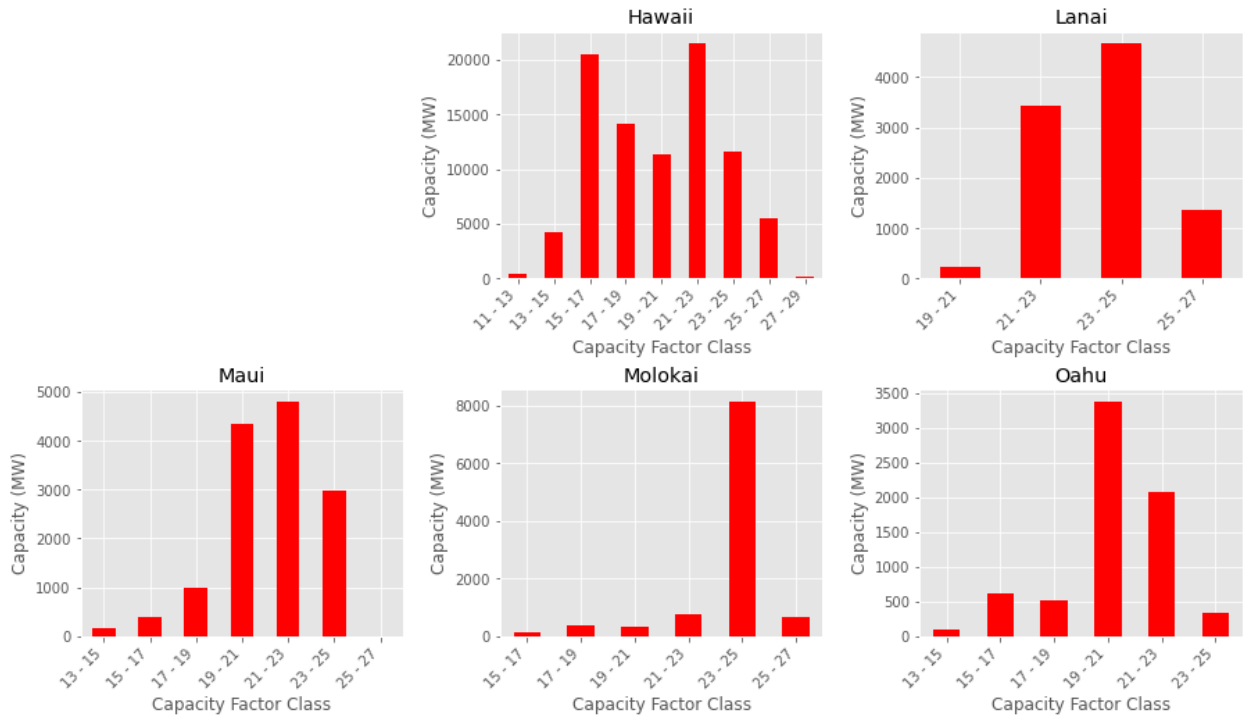 Hawaii
Capacity (MW)
20000
15000
10000
5000
0
11 - 13
13 - 15
15 - 17
17 - 19
19 - 21
21 - 23
23 - 25
25 - 27
27 - 29
Capacity Factor Class
Lanai
Capacity (MW)
4000
3000
2000
1000
0
19 - 21
21 - 23
23 - 25
25 - 27
Capacity Factor Class
Maui
Capacity (MW)
5000
4000
3000
2000
1000
0
13 - 15
15 - 17
17 - 19
19 - 21
21 - 23
23 - 25
25 - 27
Capacity Factor Class
Molokai
Capacity (MW)
8000
6000
4000
2000
0
15 - 17
17 - 19
19 - 21
21 - 23
23 - 25
25 - 27
Capacity Factor Class
Oahu
Capacity (MW)
3500
3000
2500
2000
1500
1000
500
0
13 - 15
15 - 17
17 - 19
19 - 21
21 - 23
23 - 25
Capacity Factor Class